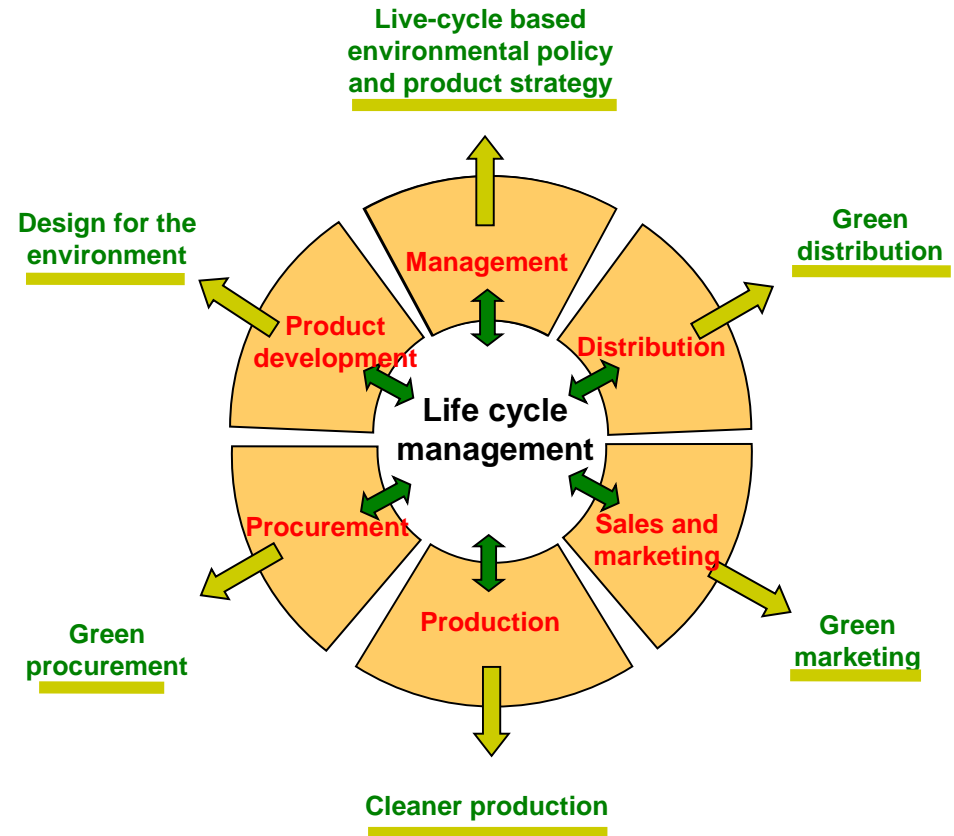 Live-cycle based
environmental policy
and product strategy
Design for the
environment
Green
distribution
Management
Product
development
Distribution
Life cycle
management
Procurement
Sales and
marketing
Production
Green
procurement
Green
marketing
Cleaner production